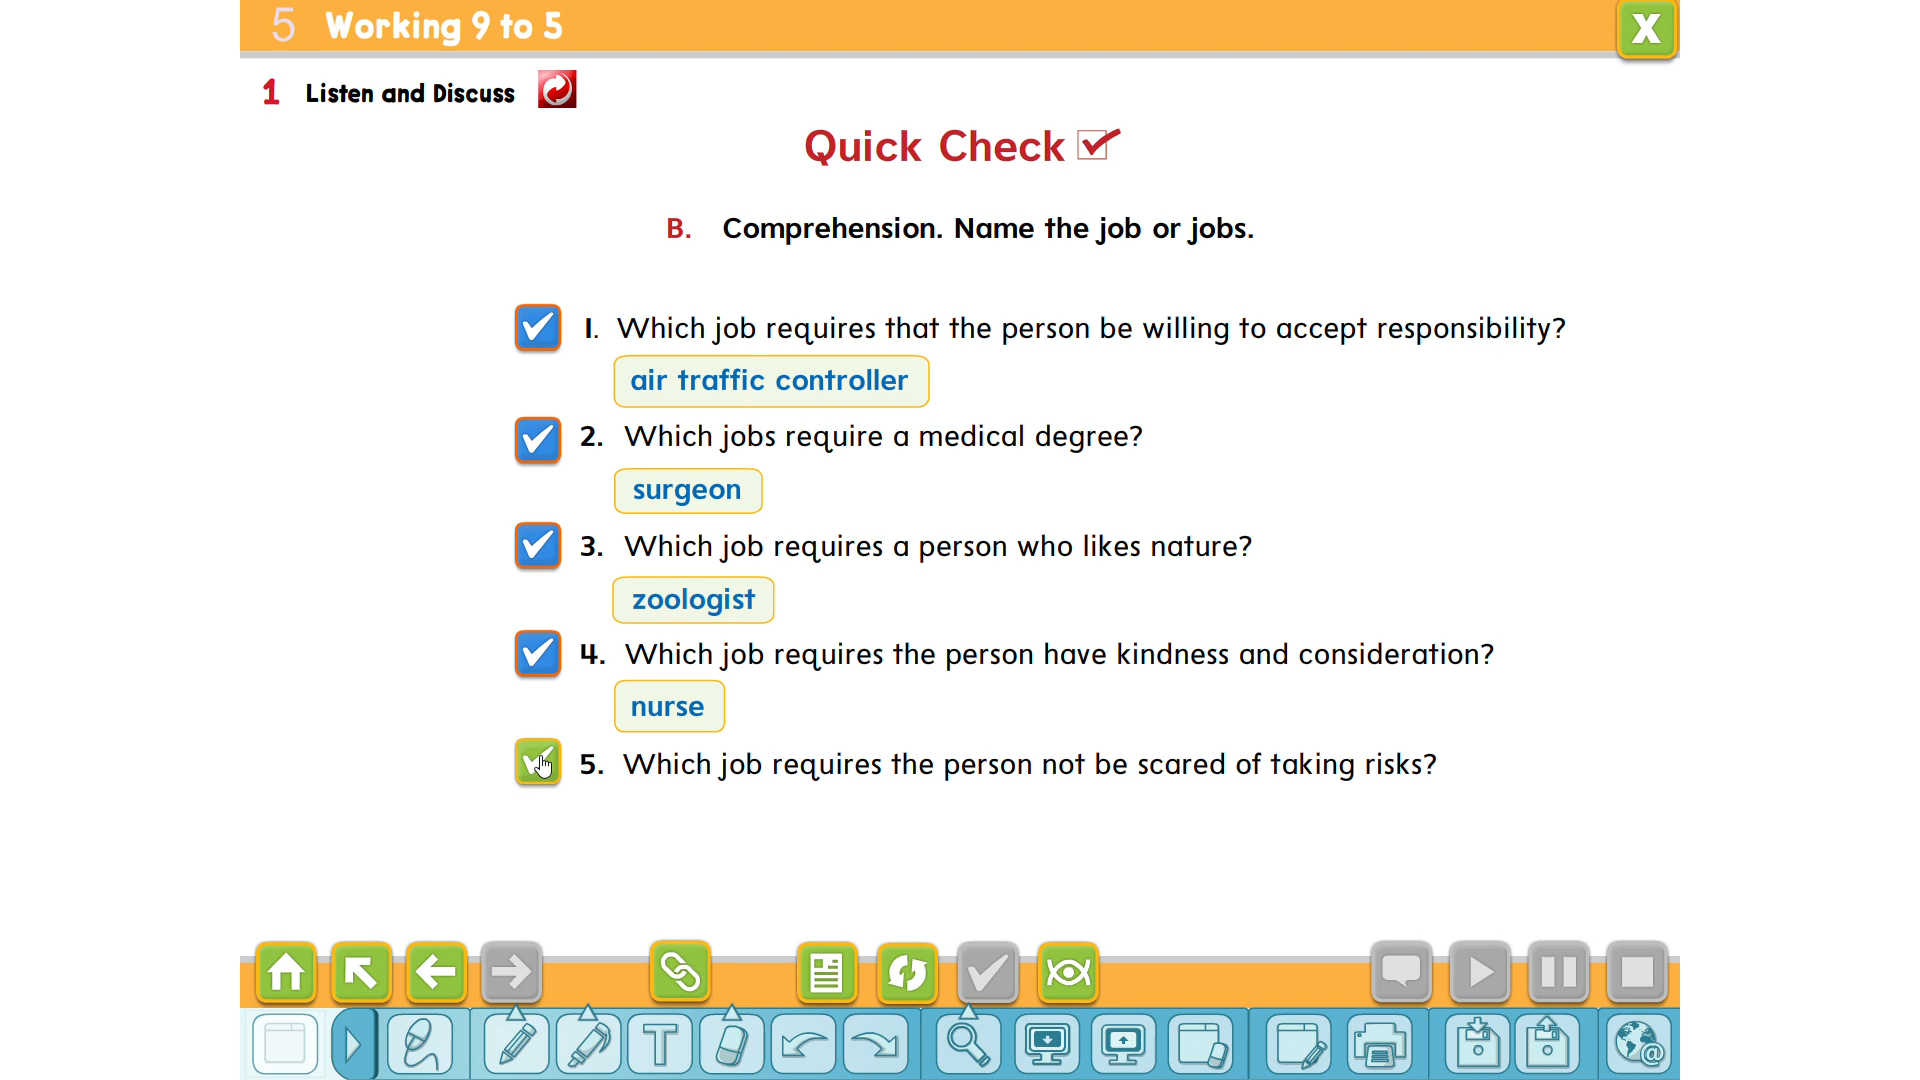 5 Working 9 to 5
X
1 Listen and Discuss
Quick Check
B. Comprehension. Name the job or jobs.
1. Which job requires that the person be willing to accept responsibility?
air traffic controller
2. Which jobs require a medical degree?
surgeon
3. Which job requires a person who likes nature?
zoologist
4. Which job requires the person have kindness and consideration?
nurse
5. Which job requires the person not be scared of taking risks?
T
@